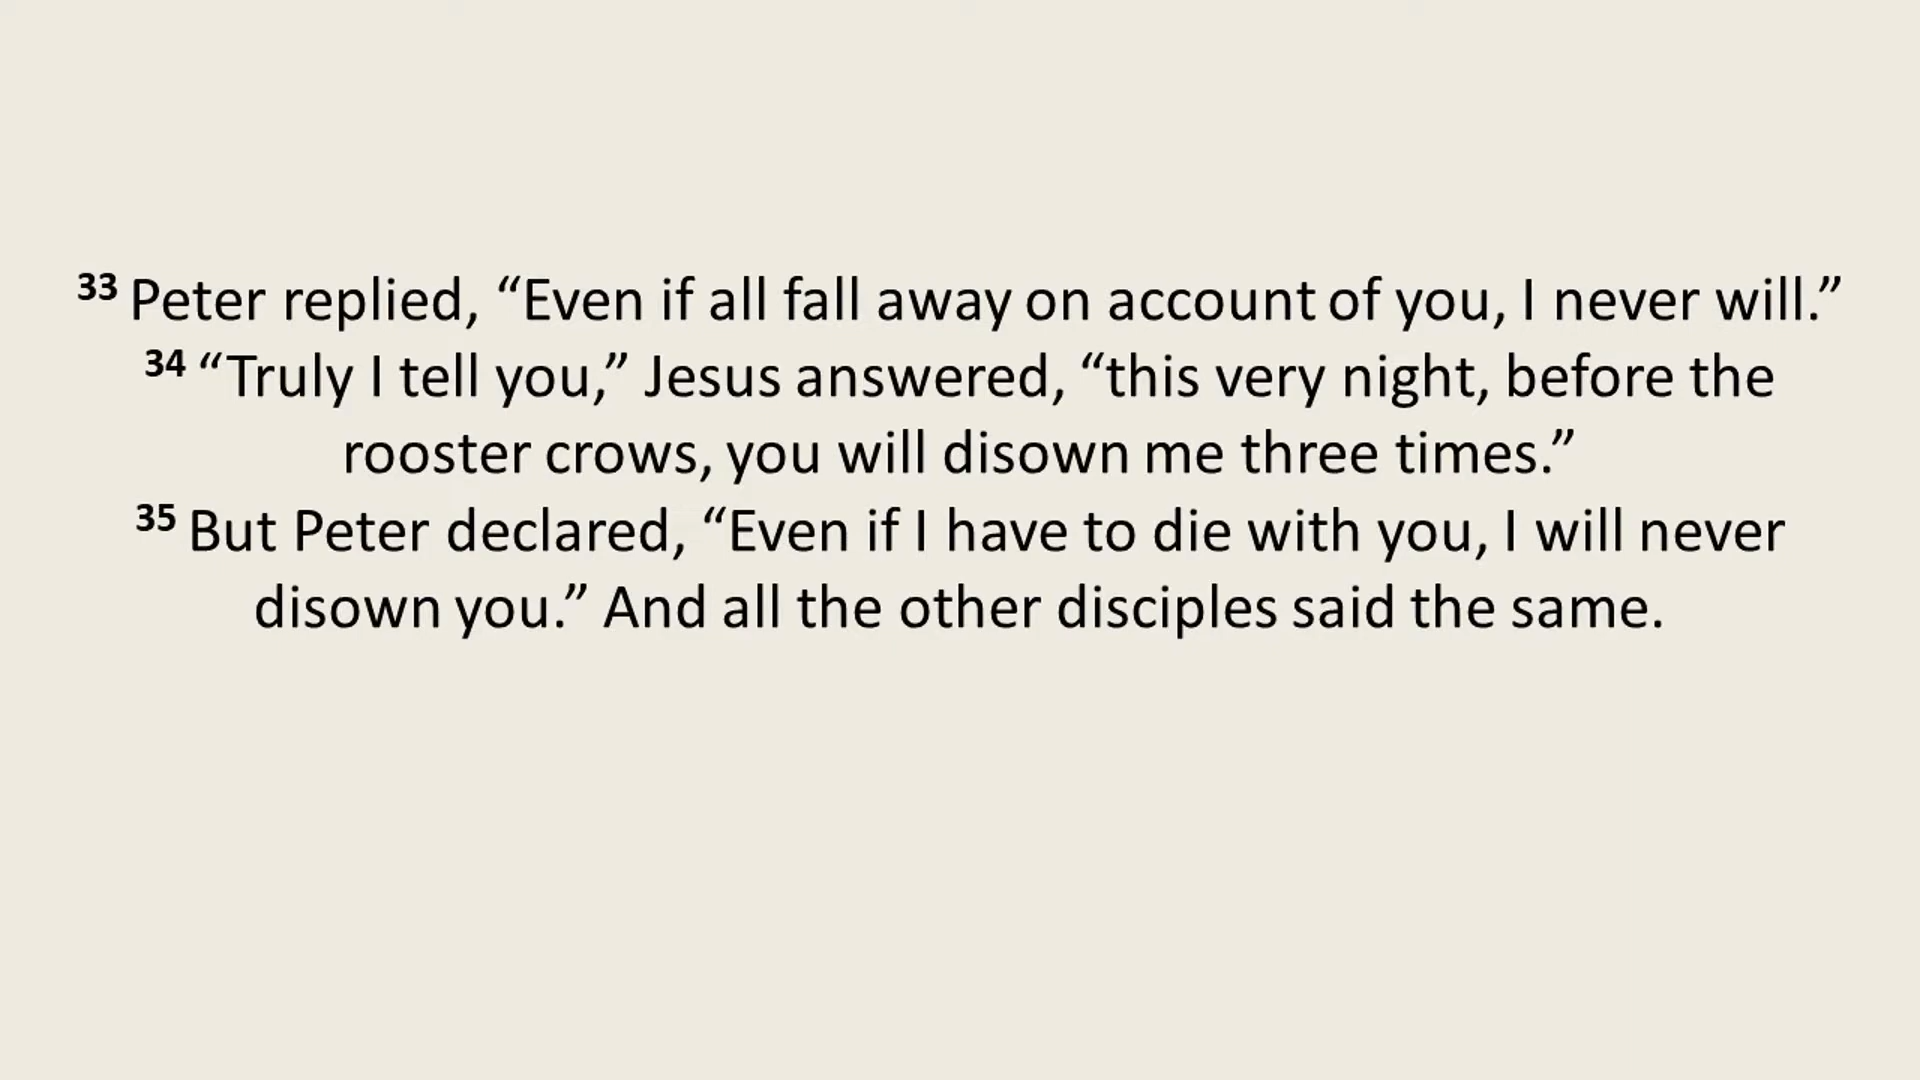 33 Peter replied, “Even if all fall away on account of you, I never will.”
34 “Truly I tell you,” Jesus answered, “this very night, before the
rooster crows, you will disown me three times.”
35 But Peter declared, “Even if I have to die with you, I will never
disown you.” And all the other disciples said the same.